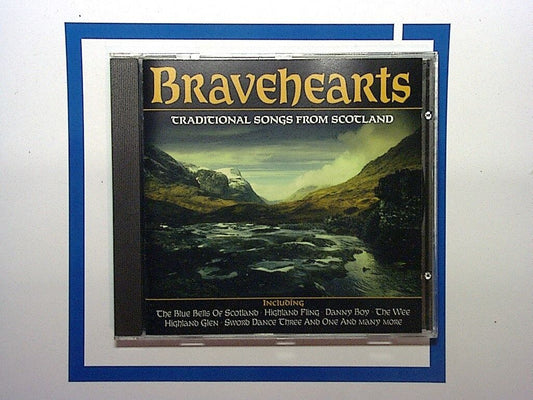 Bravehearts
Traditional Songs From Scotland
Including
The Blue Bells Of Scotland · Highland Fling · Danny Boy · The Wee
Highland Glen · Sword Dance Three And One And many more